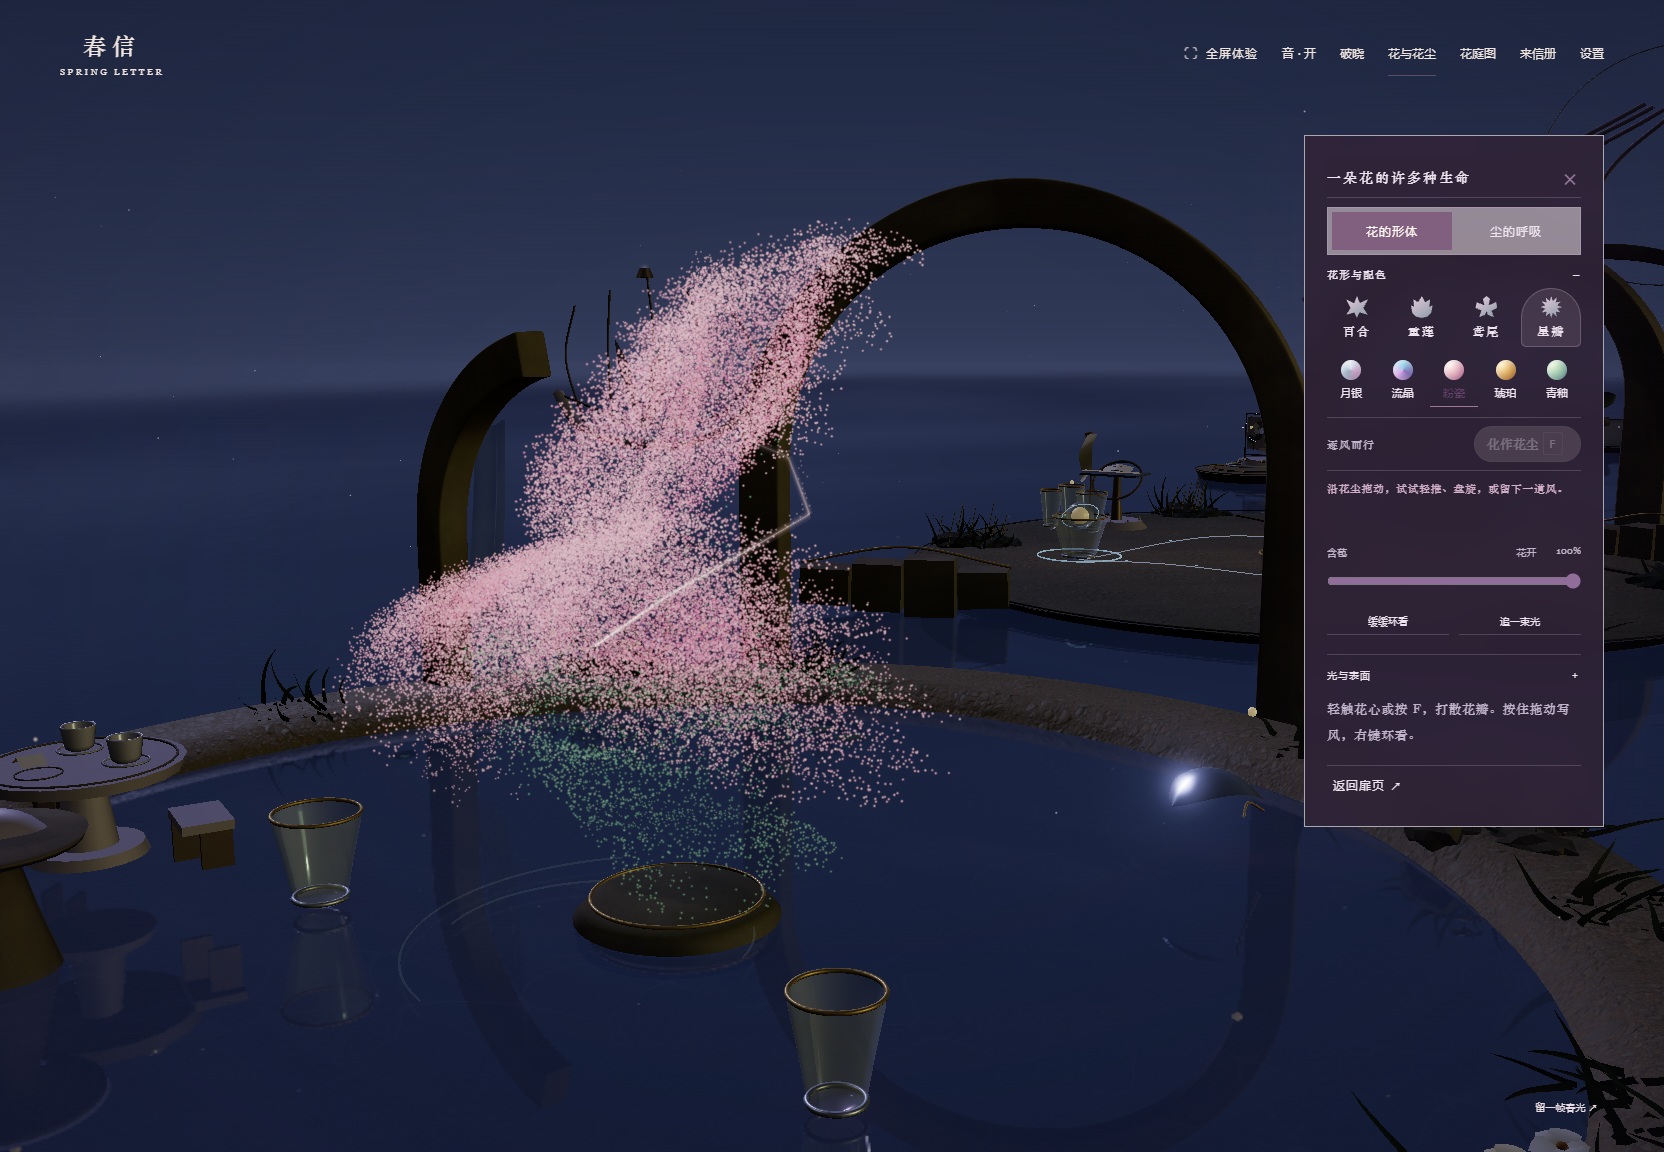 春信
SPRING LETTER
全屏体验 音·开 破晓 花与花尘 花庭图 来信册 设置
一朵花的许多种生命
花的形体 尘的呼吸
花形与配色
百合 重莲 鸢尾 星瓣
月银 流晶 粉瓷 琥珀 青釉
逐风而行 化作花尘 F
沿花尘拖动，试试轻推、盘旋，或留下一道风。
含苞 花开 100%
缓缓环看 追一束光
光与表面
轻触花心或按 F，打散花瓣。按住拖动写
风，右键环看。
返回扉页 ↗
留一帧春光 ↗